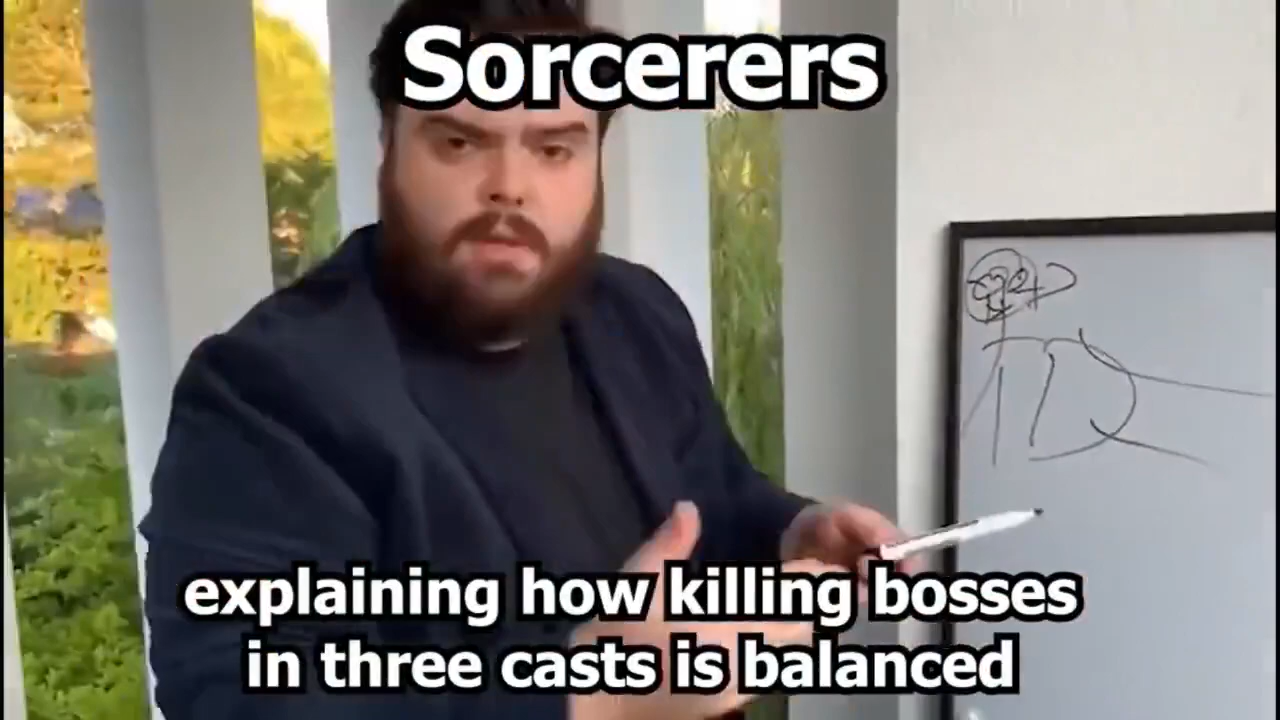 Sorcerers
explaining how killing bosses
in three casts is balanced